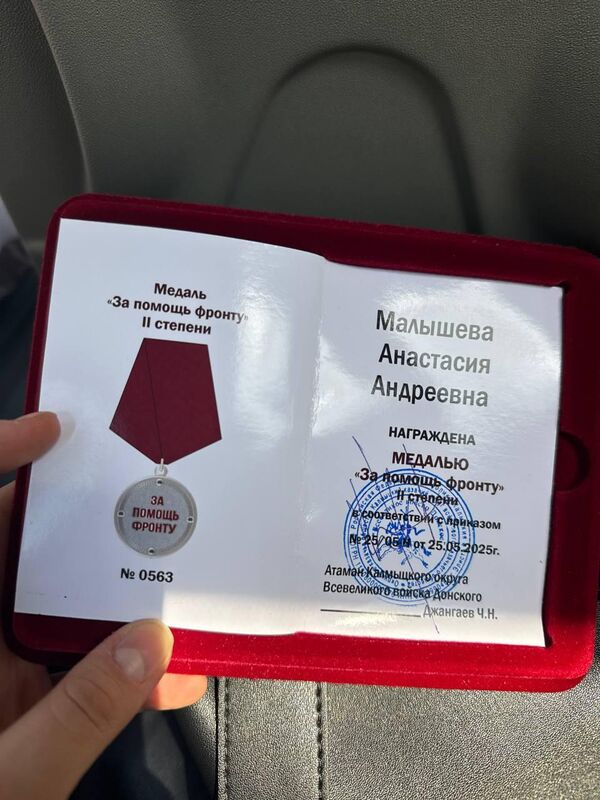 Медаль
«За помощь фронту»
II степени
ЗА
ПОМОЩЬ
ФРОНТУ
№ 0563
Малышева
Анастасия
Андреевна
НАГРАЖДЕНА
МЕДАЛЬЮ
«За помощь фронту»
II степени
в соответствии с приказом
от 25.05.2025г.
Атаман Калмыцкого округа
Всевеликого войска Донского
Джангаев Ч.Н.